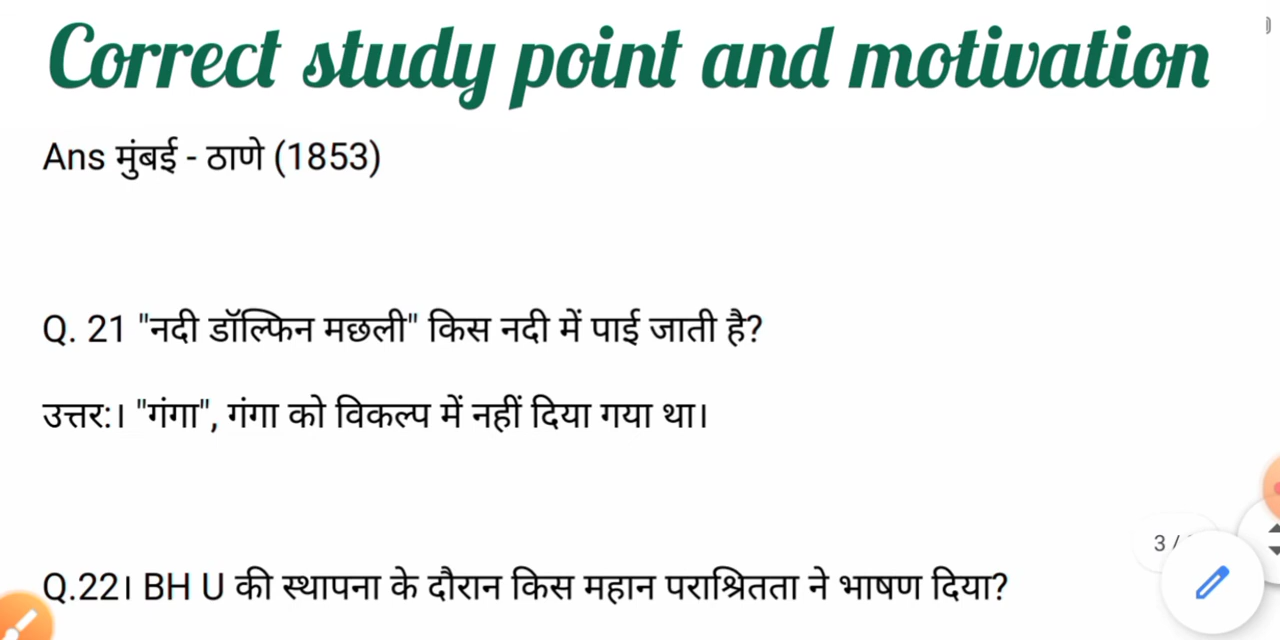 Correct study point and motivation
Ans मुंबई - ठाणे (1853)
Q. 21 "नदी डॉल्फिन मछली" किस नदी में पाई जाती है?
उत्तर:। "गंगा", गंगा को विकल्प में नहीं दिया गया था।
3 /
Q.22। BH U की स्थापना के दौरान किस महान पराश्रितता ने भाषण दिया?